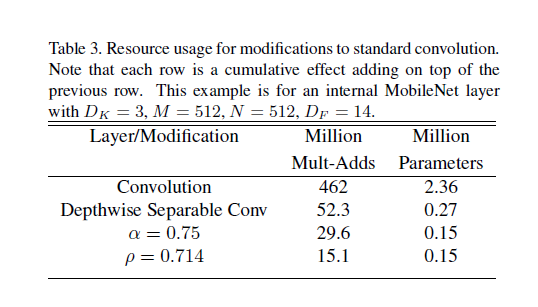 Table 3. Resource usage for modifications to standard convolution.
Note that each row is a cumulative effect adding on top of the
previous row. This example is for an internal MobileNet layer
with D_K = 3, M = 512, N = 512, D_F = 14.
Layer/Modification Million Million
Mult-Adds Parameters
Convolution 462 2.36
Depthwise Separable Conv 52.3 0.27
α = 0.75 29.6 0.15
ρ = 0.714 15.1 0.15